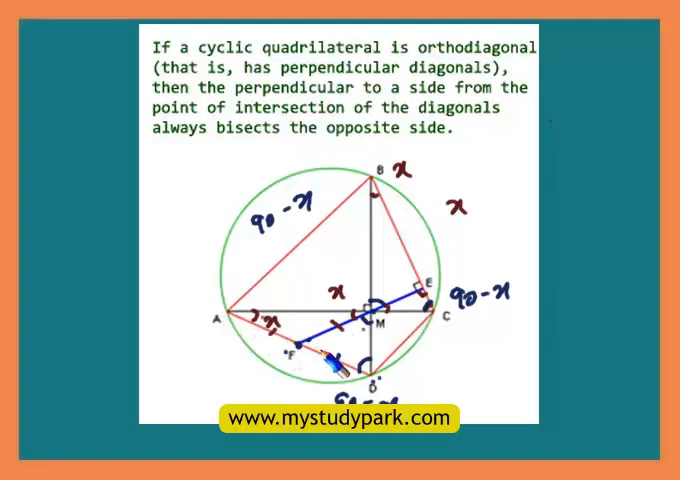 If a cyclic quadrilateral is orthodiagonal
(that is, has perpendicular diagonals),
then the perpendicular to a side from the
point of intersection of the diagonals
always bisects the opposite side.
B x
90-x
x
E
x
90-x
A
x
M
C
F
D
www.mystudypark.com